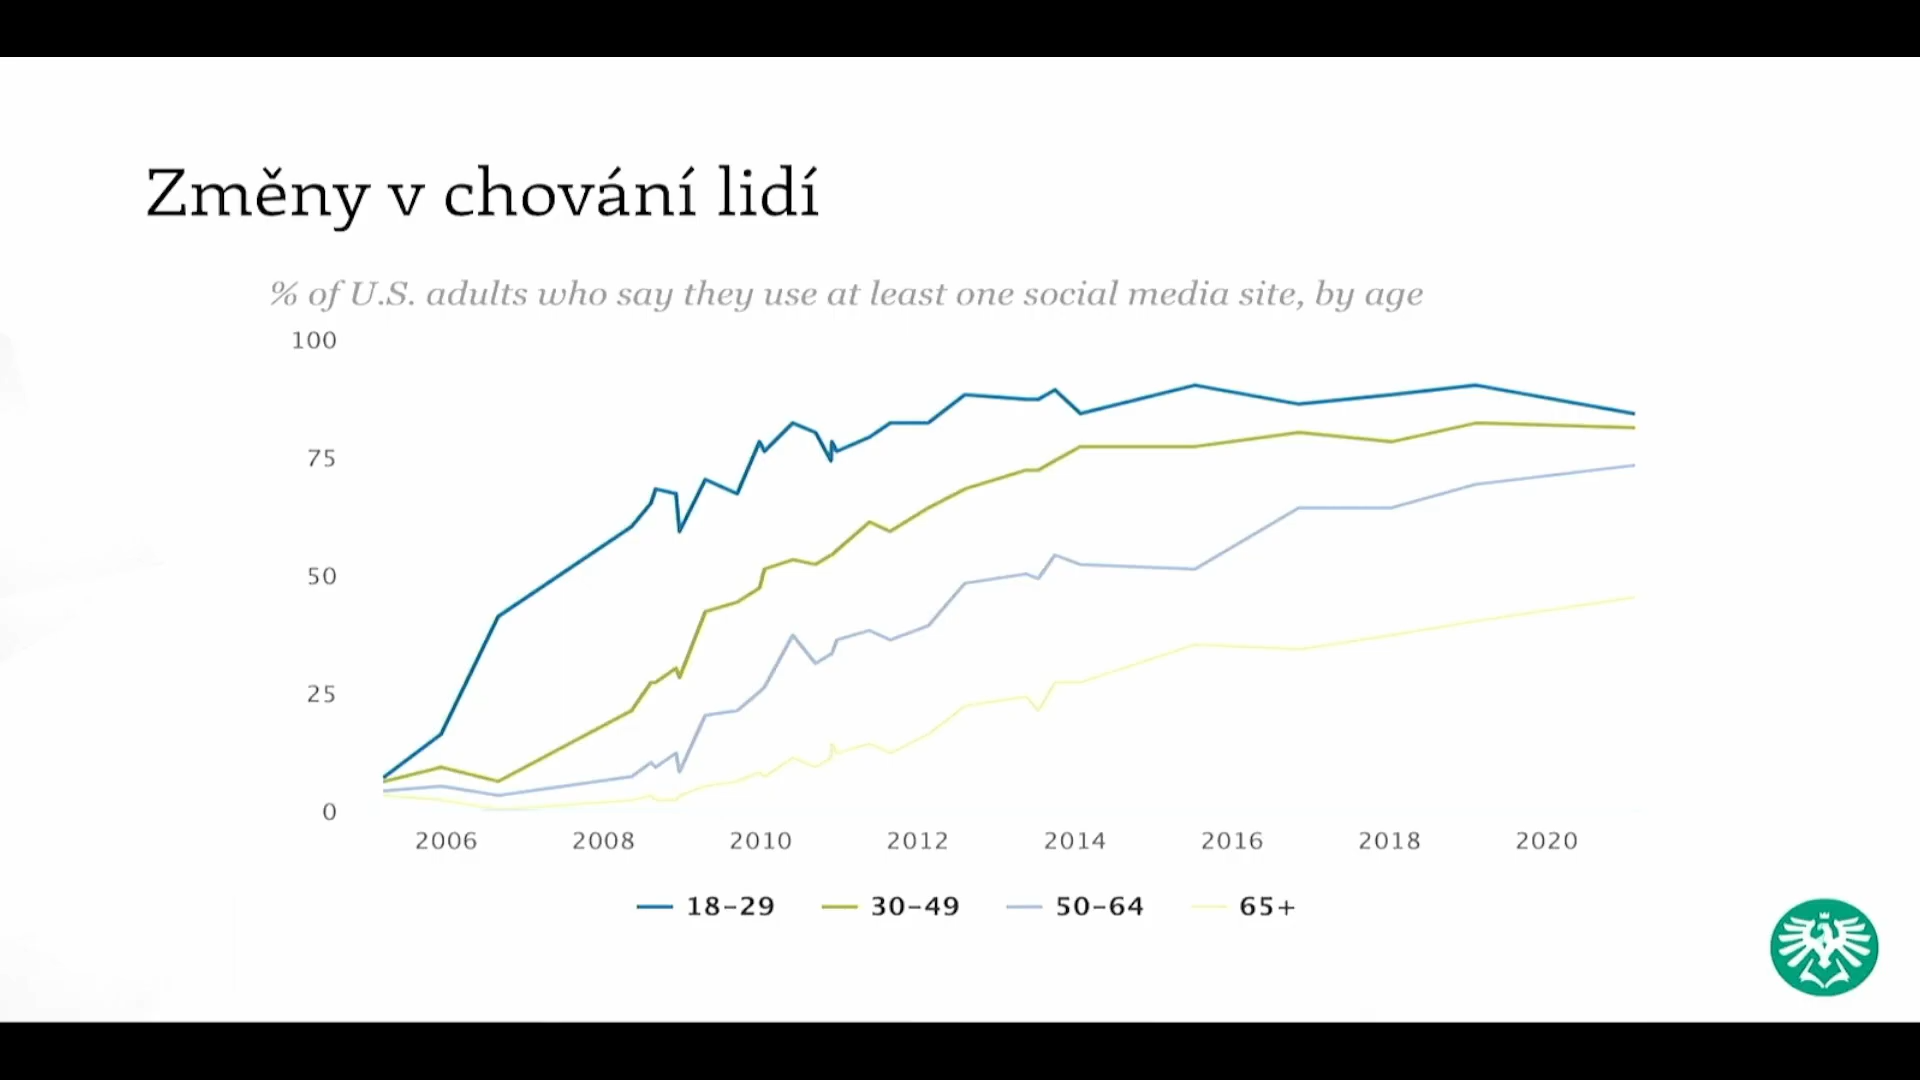 Změny v chování lidí
% of U.S. adults who say they use at least one social media site, by age
100
75
50
25
0
2006 2008 2010 2012 2014 2016 2018 2020
18–29 30–49 50–64 65+